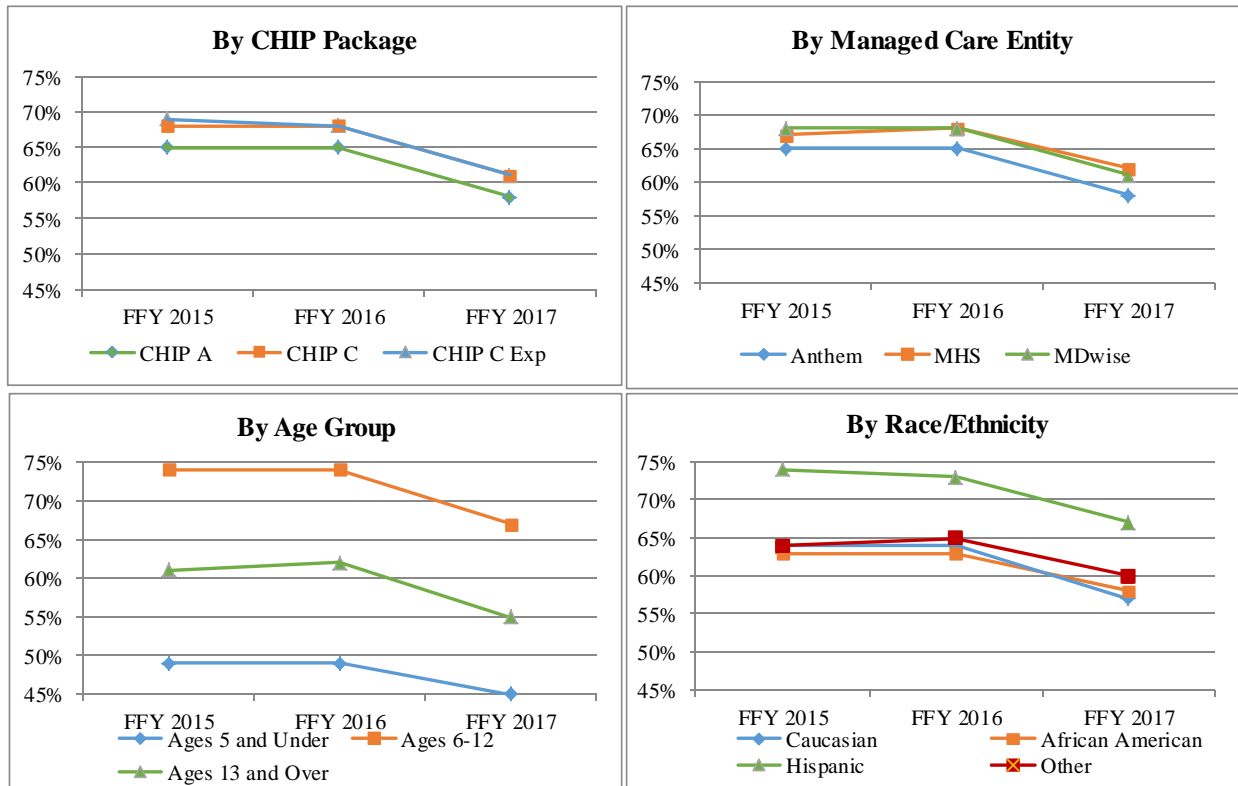 By CHIP Package
75%
70%
65%
60%
55%
50%
45%
FFY 2015 FFY 2016 FFY 2017
CHIP A CHIP C CHIP C Exp
By Managed Care Entity
75%
70%
65%
60%
55%
50%
45%
FFY 2015 FFY 2016 FFY 2017
Anthem MHS MDwise
By Age Group
75%
70%
65%
60%
55%
50%
45%
FFY 2015 FFY 2016 FFY 2017
Ages 5 and Under Ages 6-12
Ages 13 and Over
By Race/Ethnicity
75%
70%
65%
60%
55%
50%
45%
FFY 2015 FFY 2016 FFY 2017
Caucasian African American
Hispanic Other